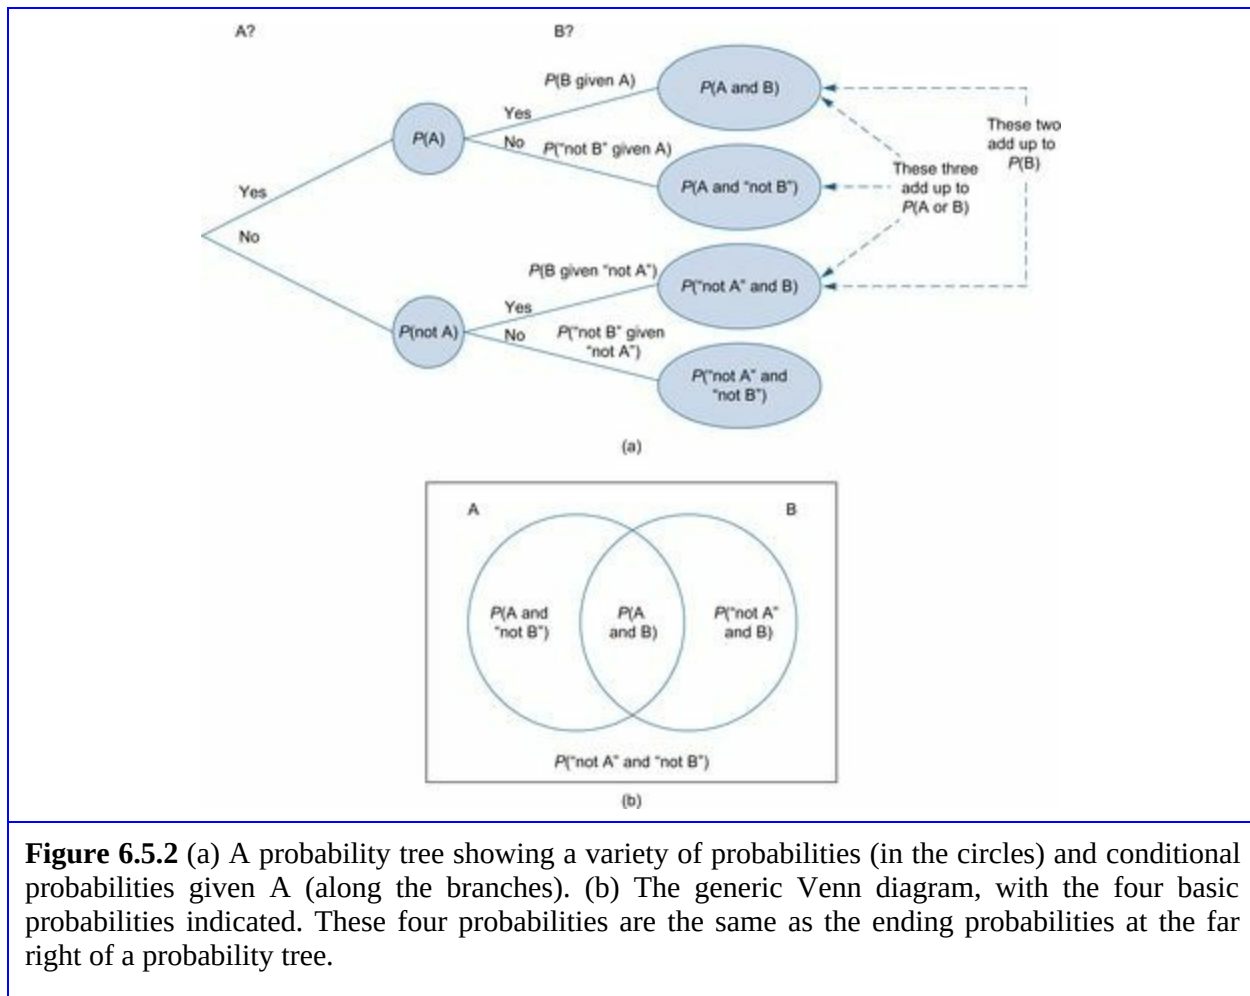 A?
B?
P(B given A)
P(A and B)
Yes
P(A)
No
P("not B" given A)
P(A and "not B")
These two
add up to
P(B)
These three
add up to
P(A or B)
Yes
No
P(B given "not A")
P("not A" and B)
Yes
P(not A)
No
P("not B" given
"not A")
P("not A" and
"not B")
(a)
A
B
P(A and
"not B")
P(A
and B)
P("not A"
and B)
P("not A" and "not B")
(b)
Figure 6.5.2 (a) A probability tree showing a variety of probabilities (in the circles) and conditional
probabilities given A (along the branches). (b) The generic Venn diagram, with the four basic
probabilities indicated. These four probabilities are the same as the ending probabilities at the far
right of a probability tree.